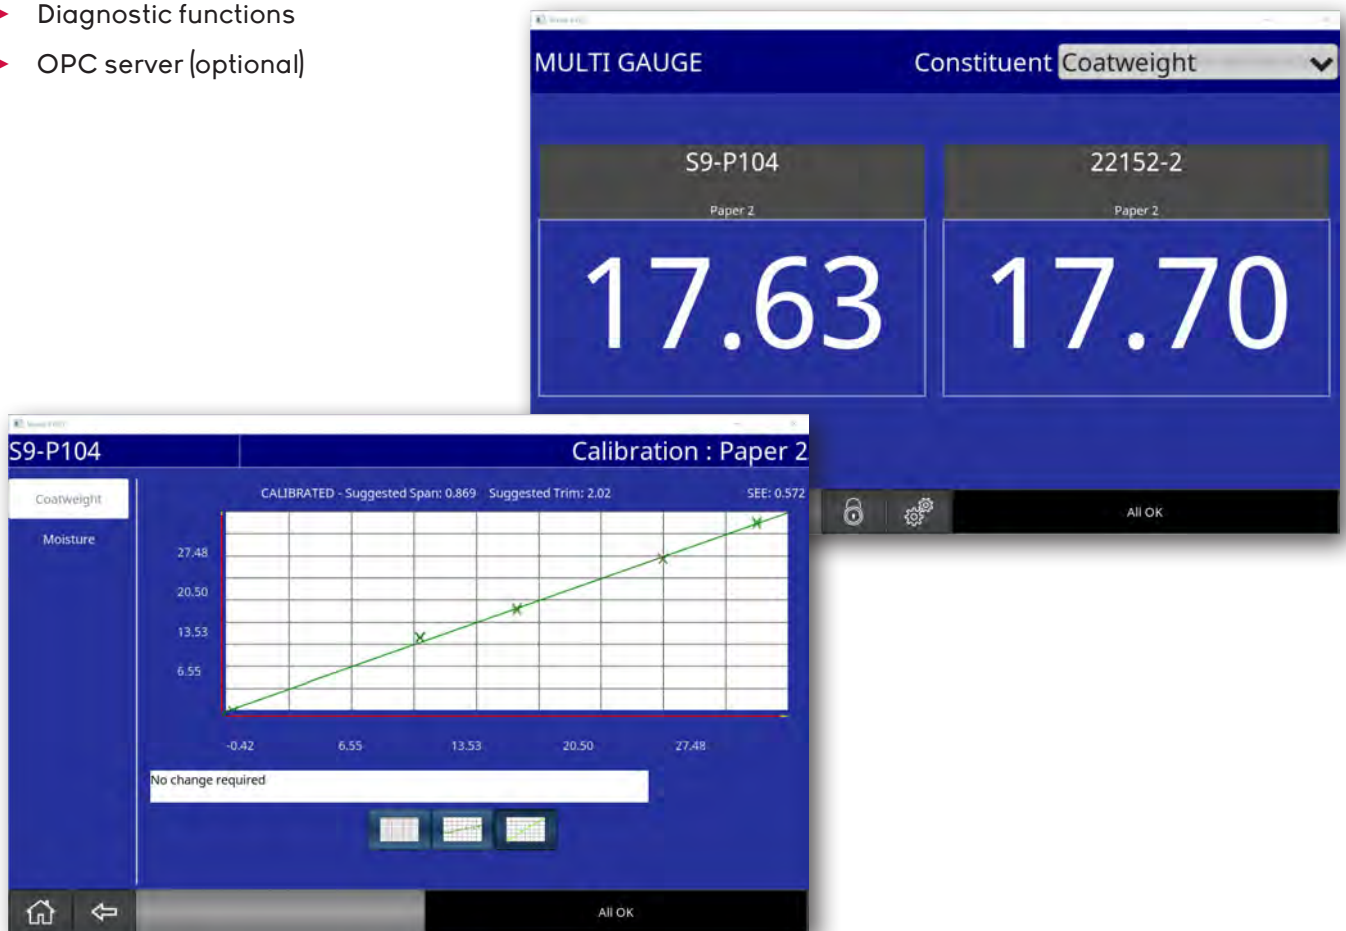 Diagnostic functions
OPC server (optional)
MULTI GAUGE
Constituent Coatweight
S9-P104
Paper 2
17.63
22152-2
Paper 2
17.70
All OK
S9-P104
Calibration : Paper 2
Coatweight
Moisture
CALIBRATED - Suggested Span: 0.869 Suggested Trim: 2.02
SEE: 0.572
27.48
20.50
13.53
6.55
-0.42 6.55 13.53 20.50 27.48
No change required
All OK